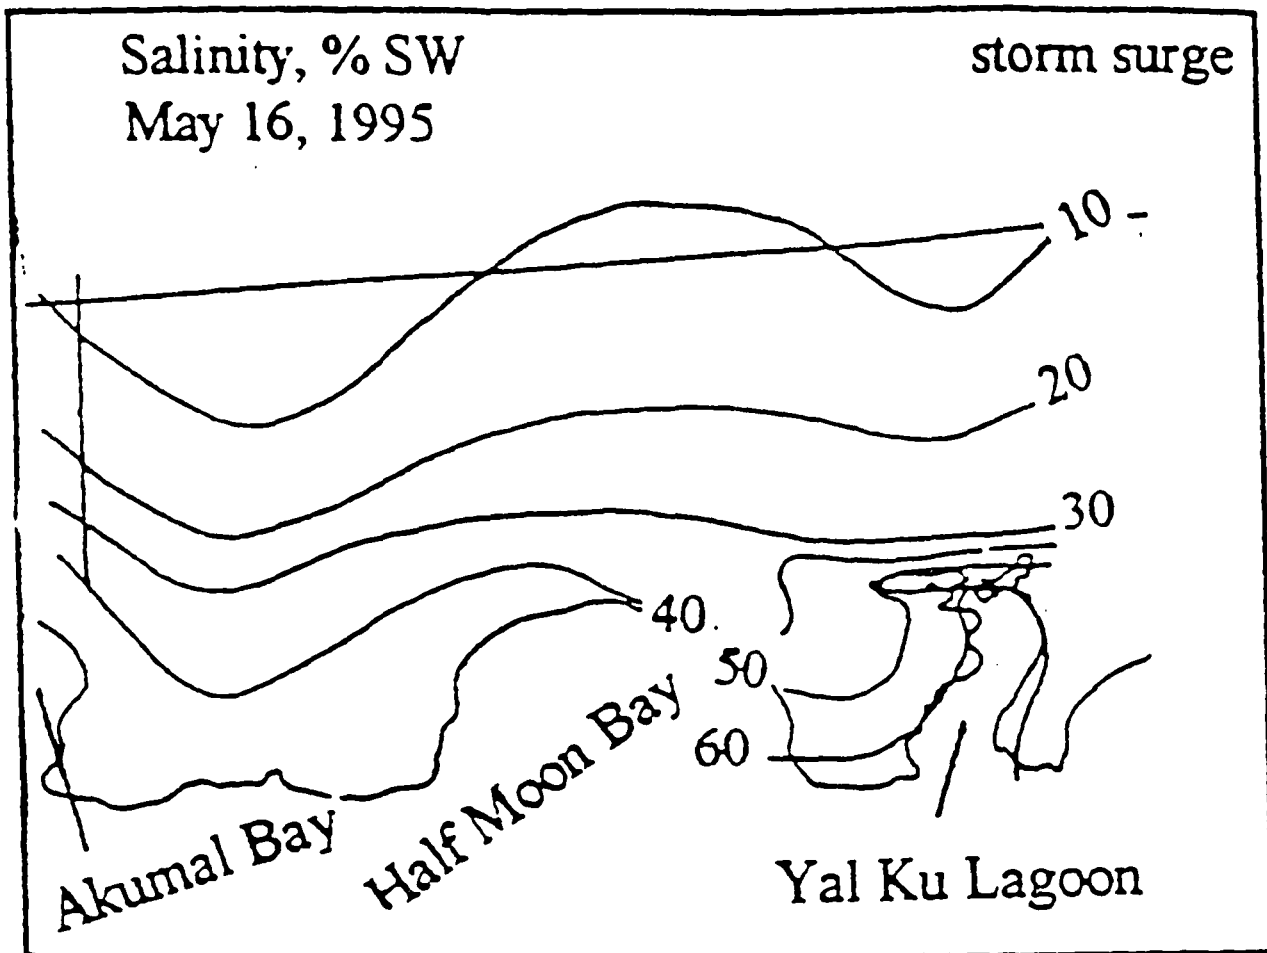 Salinity, % SW
May 16, 1995
storm surge
10
20
30
40
50
60
Akumal Bay
Half Moon Bay
Yal Ku Lagoon